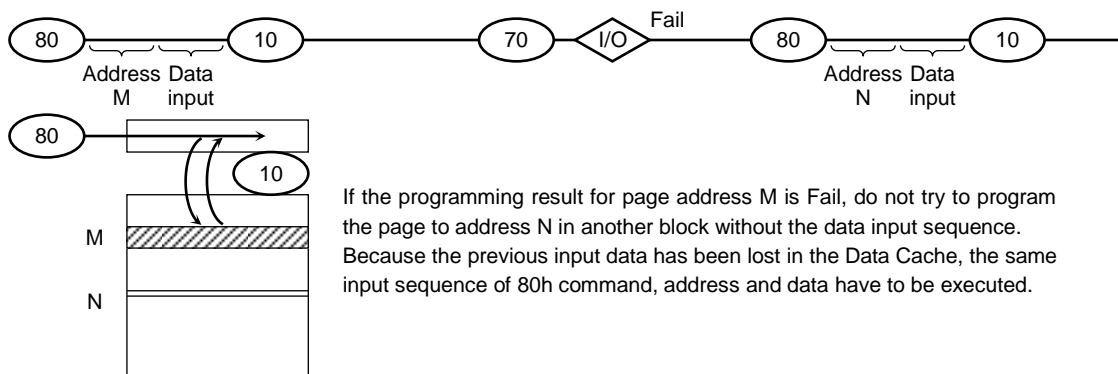 Fail
80 10 70 I/O 80 10
Address Data Address Data
M input N input
80
10
If the programming result for page address M is Fail, do not try to program
the page to address N in another block without the data input sequence.
Because the previous input data has been lost in the Data Cache, the same
input sequence of 80h command, address and data have to be executed.
M
N